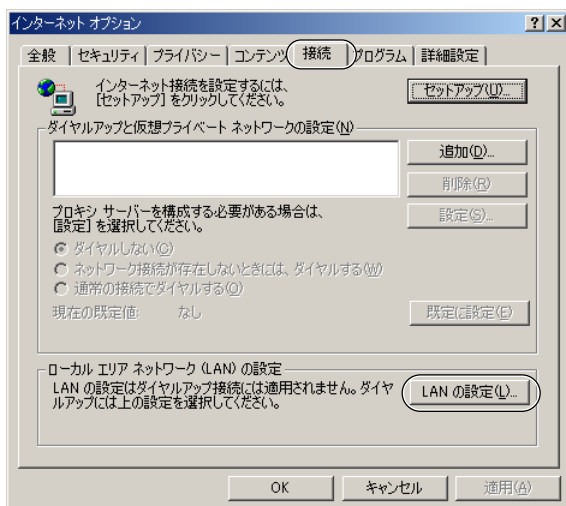 インターネット オプション
? ×
全般 セキュリティ プライバシー コンテンツ 接続 プログラム 詳細設定
インターネット接続を設定するには、
[セットアップ] をクリックしてください。
セットアップ(U)...
ダイヤルアップと仮想プライベート ネットワークの設定(N)
追加(D)...
削除(R)
プロキシ サーバーを構成する必要がある場合は、
[設定] を選択してください。
設定(S)...
ダイヤルしない(C)
ネットワーク接続が存在しないときには、ダイヤルする(W)
通常の接続でダイヤルする(O)
現在の既定値: なし
既定に設定(E)
ローカル エリア ネットワーク (LAN) の設定
LAN の設定はダイヤルアップ接続には適用されません。ダイヤ
ルアップには上の設定を選択してください。
LAN の設定(L)...
OK
キャンセル
適用(A)